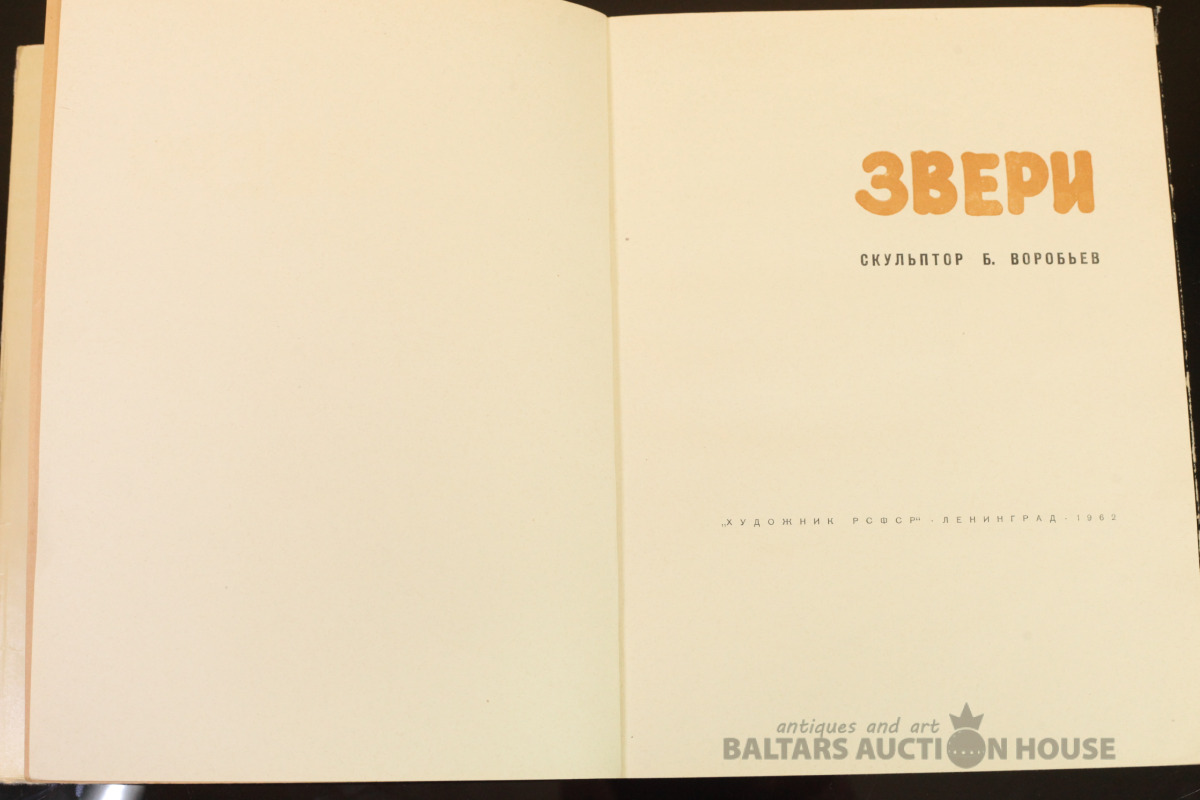 ЗВЕРИ
СКУЛЬПТОР Б. ВОРОБЬЕВ
„ХУДОЖНИК РСФСР“ · ЛЕНИНГРАД · 1962
antiques and art
BALTARS AUCTION HOUSE